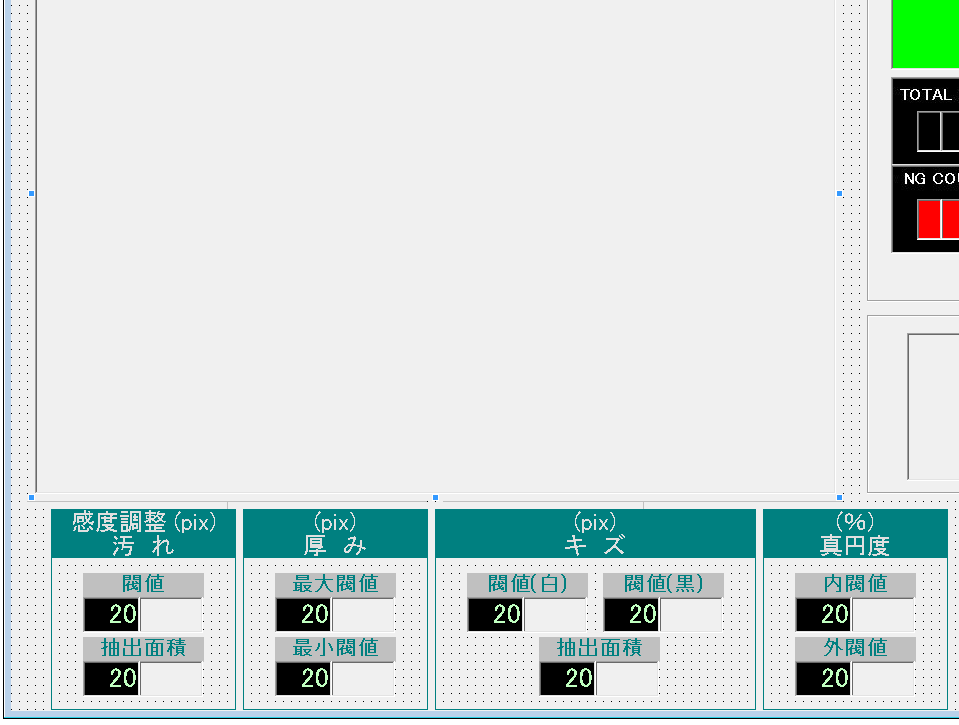 TOTAL
NG COU
感度調整(pix)
汚 れ
閾値
20
抽出面積
20
(pix)
厚 み
最大閾値
20
最小閾値
20
(pix)
キ ズ
閾値(白) 閾値(黒)
20 20
抽出面積
20
(%)
真円度
内閾値
20
外閾値
20